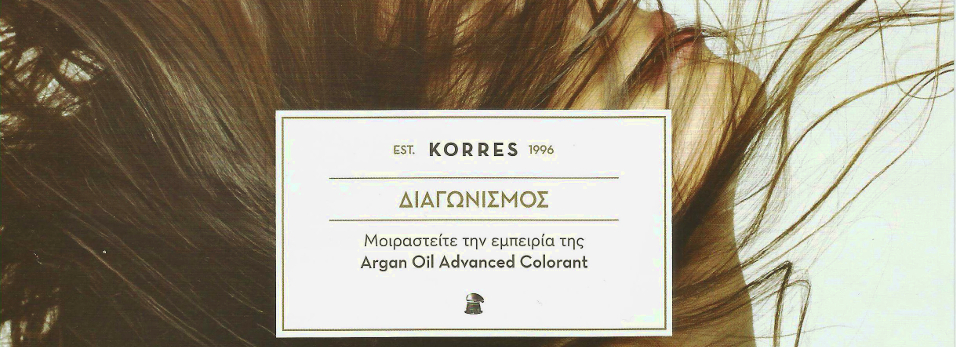 EST. KORRES 1996
ΔΙΑΓΩΝΙΣΜΟΣ
Μοιραστείτε την εμπειρία της
Argan Oil Advanced Colorant